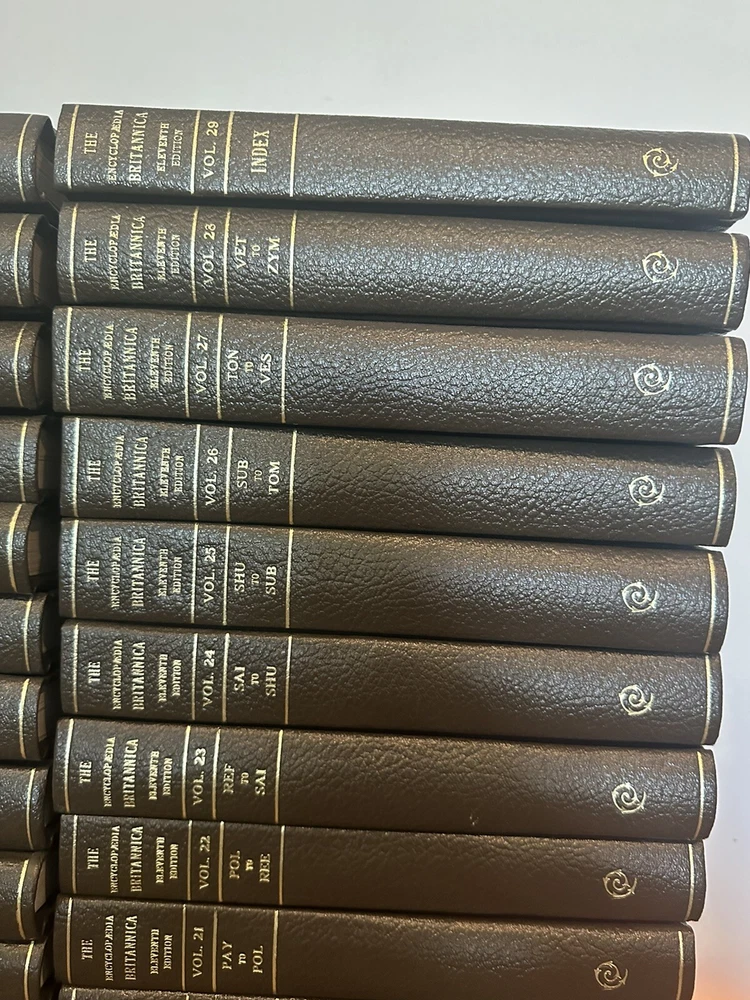 THE
ENCYCLOPÆDIA
BRITANNICA
ELEVENTH
EDITION
VOL. 29
INDEX
THE
ENCYCLOPÆDIA
BRITANNICA
ELEVENTH
EDITION
VOL. 28
VET
TO
ZYM
THE
ENCYCLOPÆDIA
BRITANNICA
ELEVENTH
EDITION
VOL. 27
TON
TO
VES
THE
ENCYCLOPÆDIA
BRITANNICA
ELEVENTH
EDITION
VOL. 26
SUB
TO
TOM
THE
ENCYCLOPÆDIA
BRITANNICA
ELEVENTH
EDITION
VOL. 25
SHU
TO
SUB
THE
ENCYCLOPÆDIA
BRITANNICA
ELEVENTH
EDITION
VOL. 24
SAI
TO
SHU
THE
ENCYCLOPÆDIA
BRITANNICA
ELEVENTH
EDITION
VOL. 23
REF
TO
SAI
THE
ENCYCLOPÆDIA
BRITANNICA
ELEVENTH
EDITION
VOL. 22
POL
TO
REE
THE
ENCYCLOPÆDIA
BRITANNICA
ELEVENTH
EDITION
VOL. 21
PAY
TO
POL